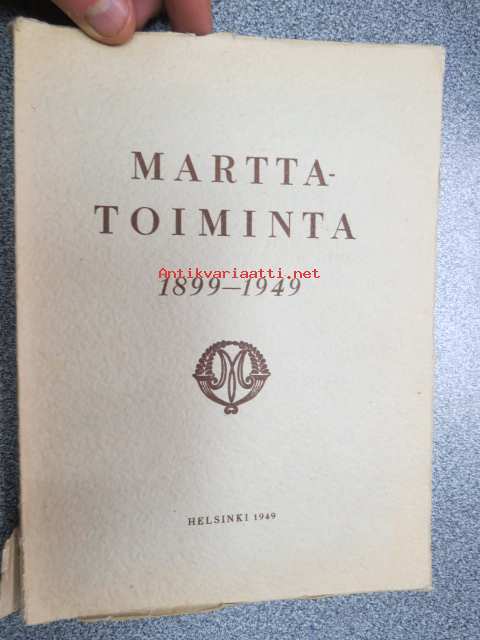 MARTTA-
TOIMINTA
Antikvariaatti.net
1899—1949
M
HELSINKI 1949